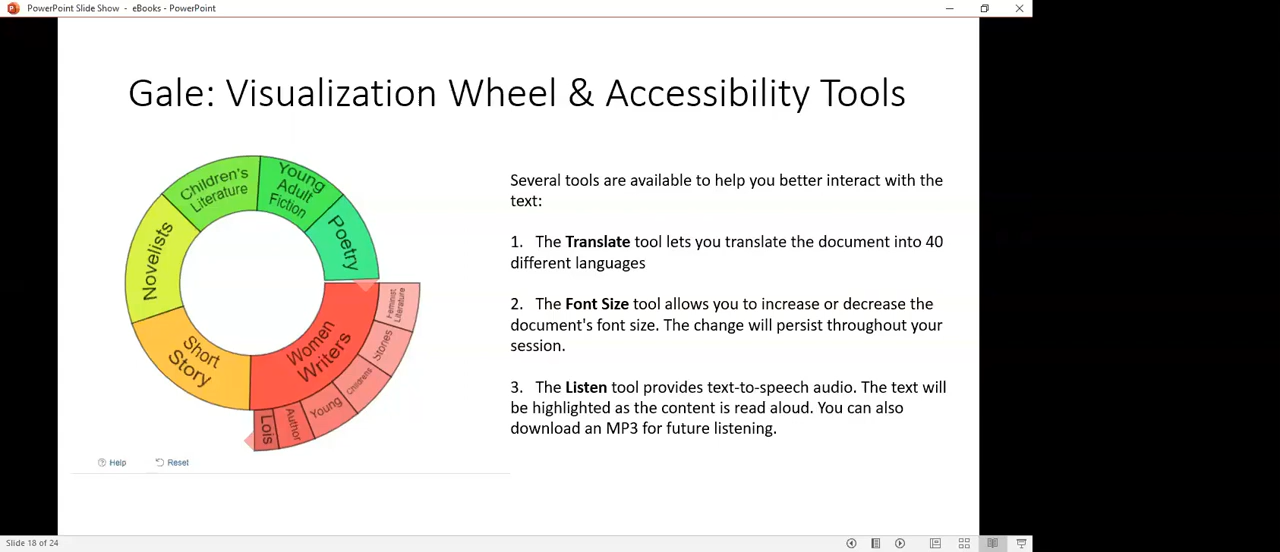 PowerPoint Slide Show - eBooks - PowerPoint
Gale: Visualization Wheel & Accessibility Tools
Children's
Literature
Young
Adult
Fiction
Poetry
Novelists
Short
Story
Women
Writers
Feminist
Literature
Stories
Childrens
Young
Author
Lois
Help
Reset
Several tools are available to help you better interact with the
text:
1. The Translate tool lets you translate the document into 40
different languages
2. The Font Size tool allows you to increase or decrease the
document's font size. The change will persist throughout your
session.
3. The Listen tool provides text-to-speech audio. The text will
be highlighted as the content is read aloud. You can also
download an MP3 for future listening.
Slide 18 of 24